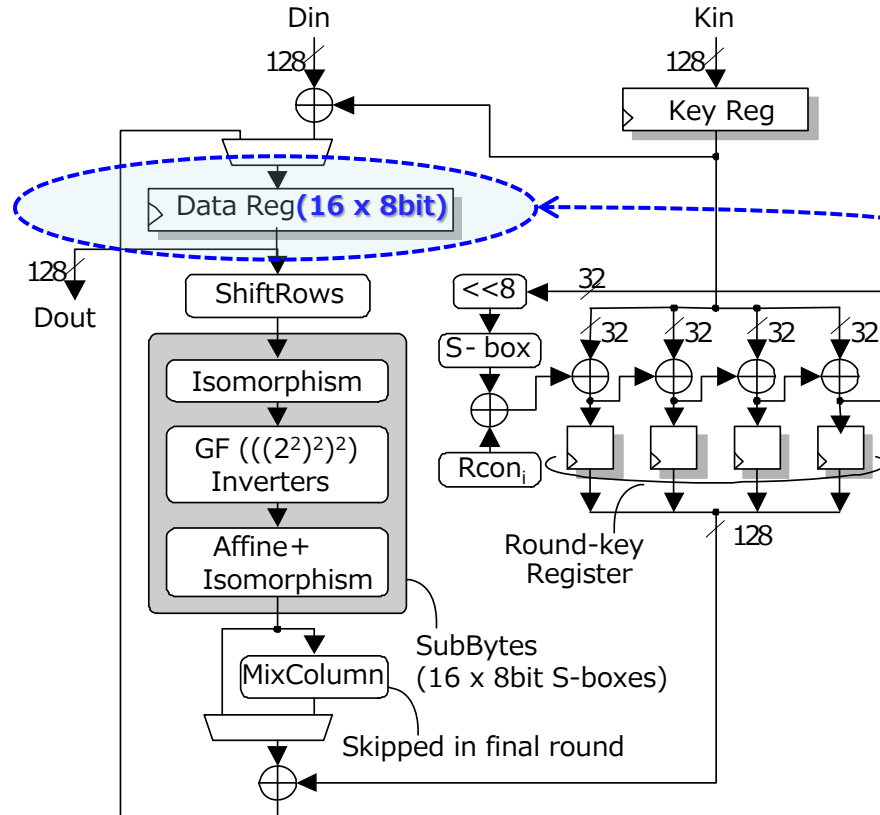 Din
Kin
128
128
Key Reg
Data Reg(16 x 8bit)
128
Dout
ShiftRows
<<8
32
S- box
32
32
32
32
Isomorphism
GF (((2²)²)²)
Inverters
Rconᵢ
Affine+
Isomorphism
Round-key
Register
128
SubBytes
(16 x 8bit S-boxes)
MixColumn
Skipped in final round